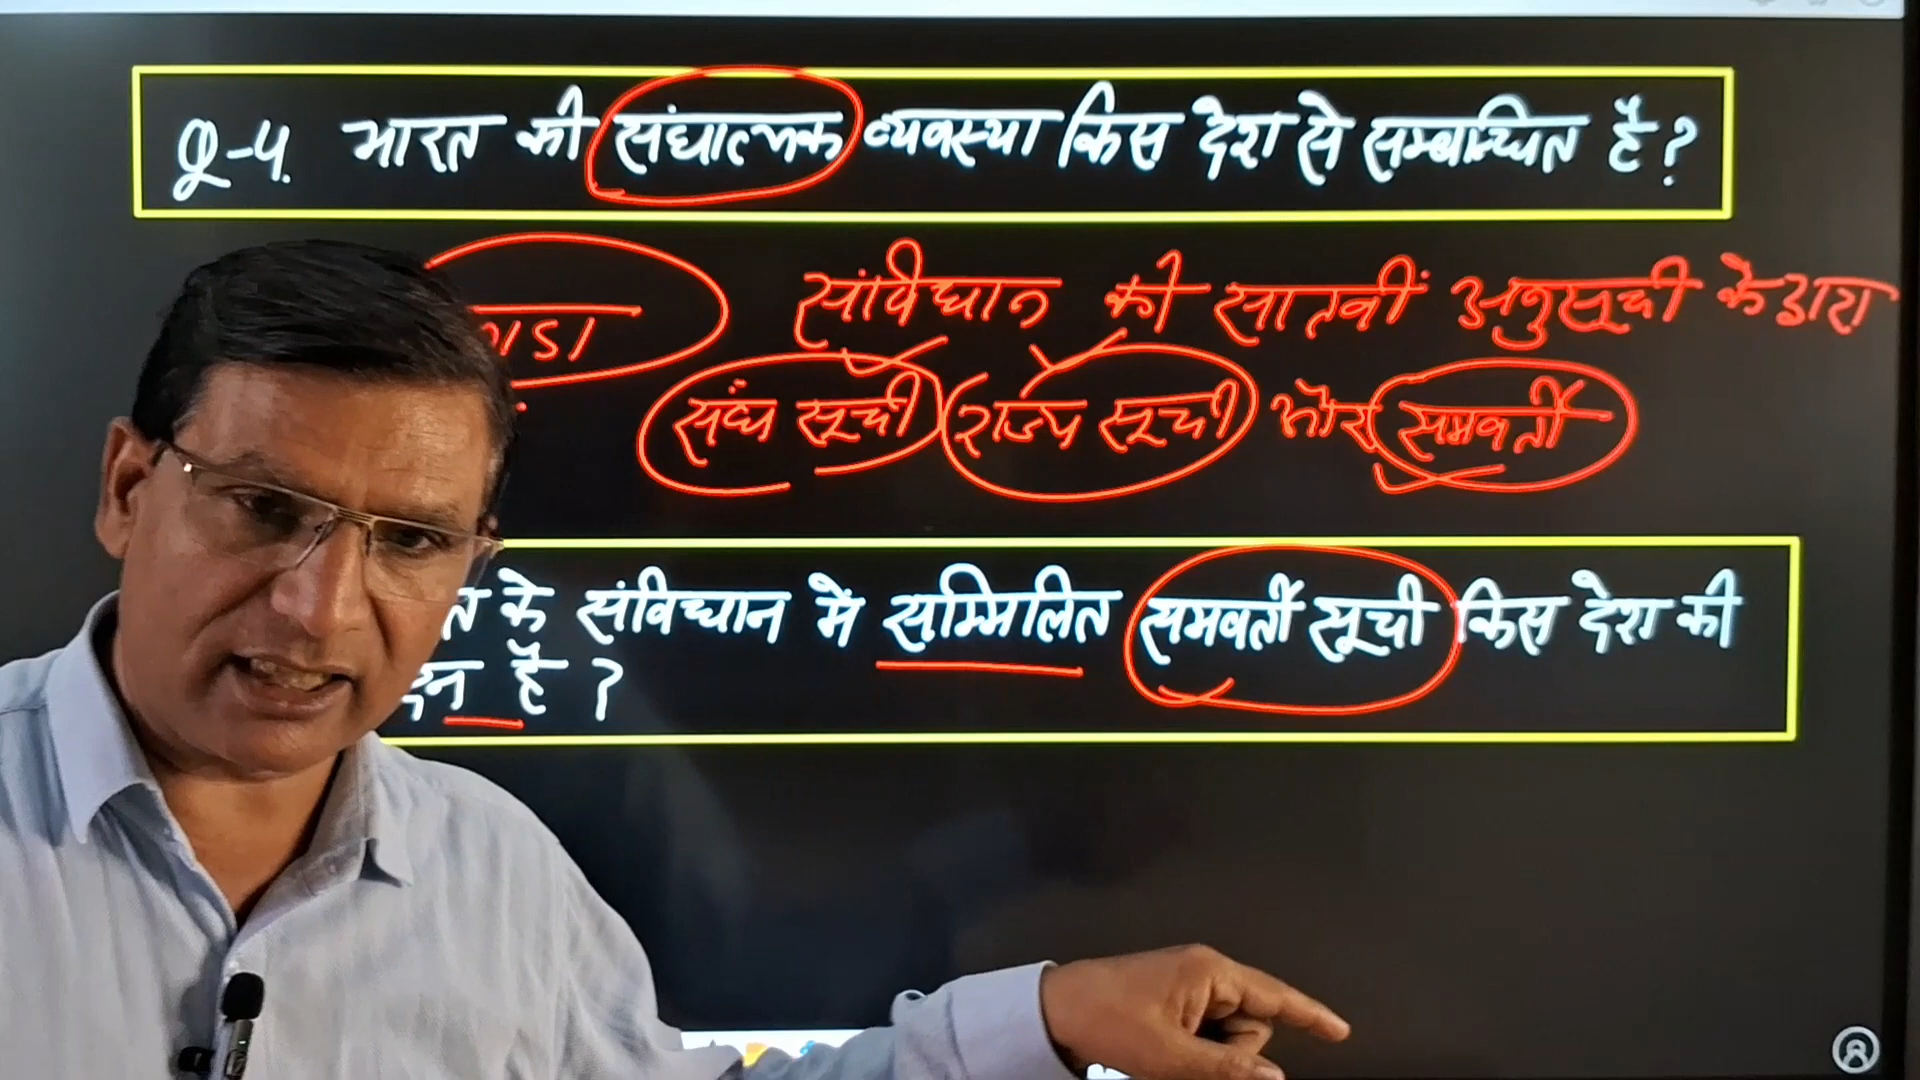 Q-4. भारत की संघात्मक व्यवस्था किस देश से सम्बन्धित है?
संविधान की सातवीं अनुसूची के द्वारा
संघ सूची राज्य सूची और समवर्ती
के संविधान में सम्मिलित समवर्ती सूची किस देश की
है?